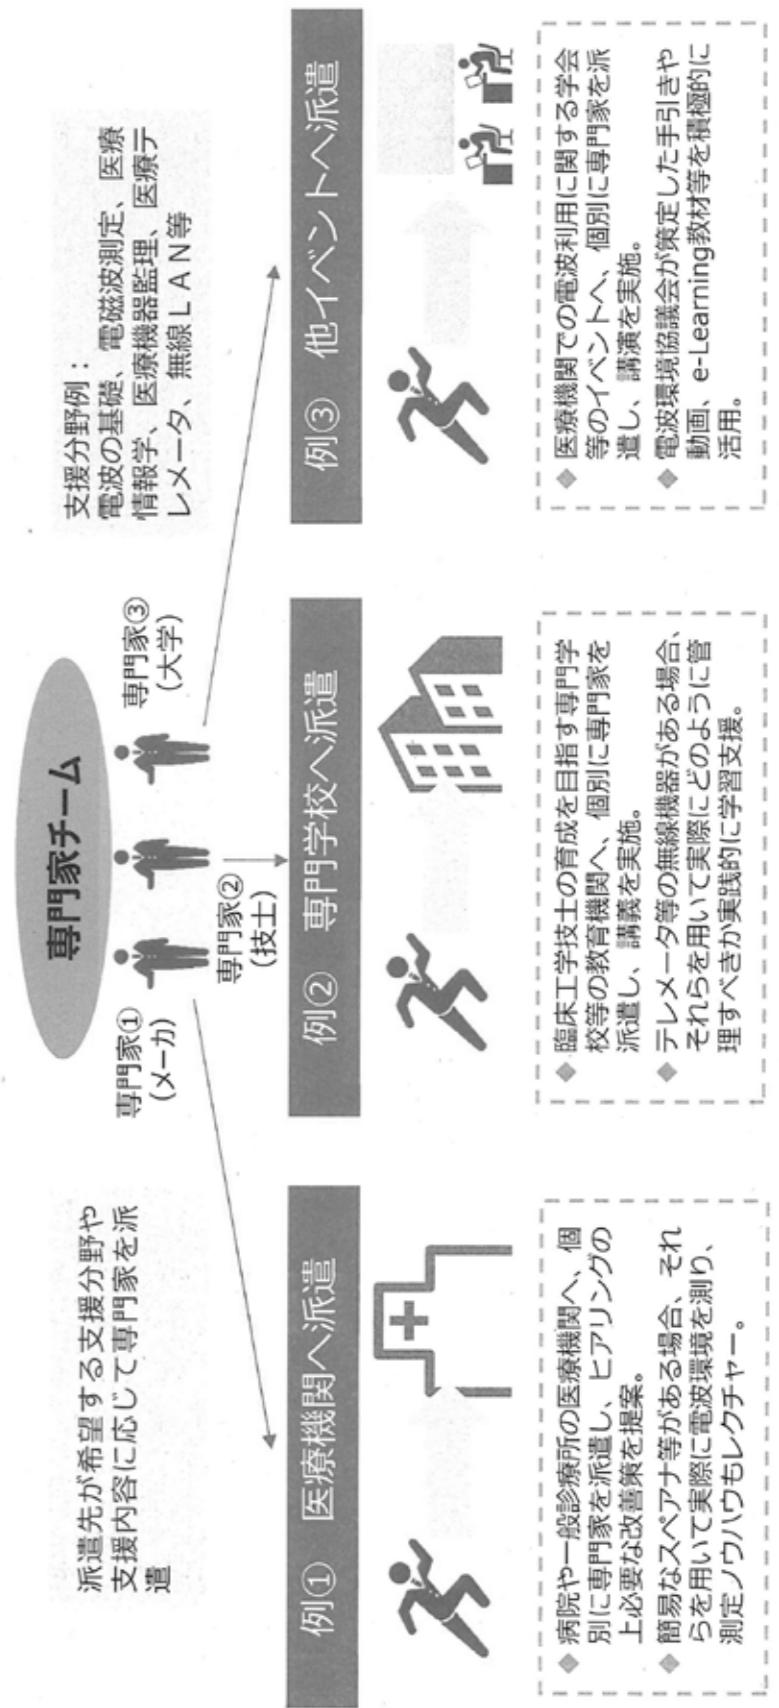 専門家チーム
派遣先が希望する支援分野や
支援内容に応じて専門家を派
遣
専門家①
(メーカ)
専門家②
(技士)
専門家③
(大学)
支援分野例：
電波の基礎、電磁波測定、医療
情報学、医療機器監理、医療テ
レメータ、無線ＬＡＮ等
例① 医療機関へ派遣
◆ 病院や一般診療所の医療機関へ、個
別に専門家を派遣し、ヒアリングの
上必要な改善策を提案。
◆ 簡易なスペアナ等がある場合、それ
らを用いて実際に電波環境を測り、
測定ノウハウもレクチャー。
例② 専門学校へ派遣
◆ 臨床工学技士の育成を目指す専門学
校等の教育機関へ、個別に専門家を
派遣し、講義を実施。
◆ テレメータ等の無線機器がある場合、
それらを用いて実際にどのように管
理すべきか実践的に学習支援。
例③ 他イベントへ派遣
◆ 医療機関での電波利用に関する学会
等のイベントへ、個別に専門家を派
遣し、講演を実施。
◆ 電波環境協議会が策定した手引きや
動画、e-Learning教材等を積極的に
活用。